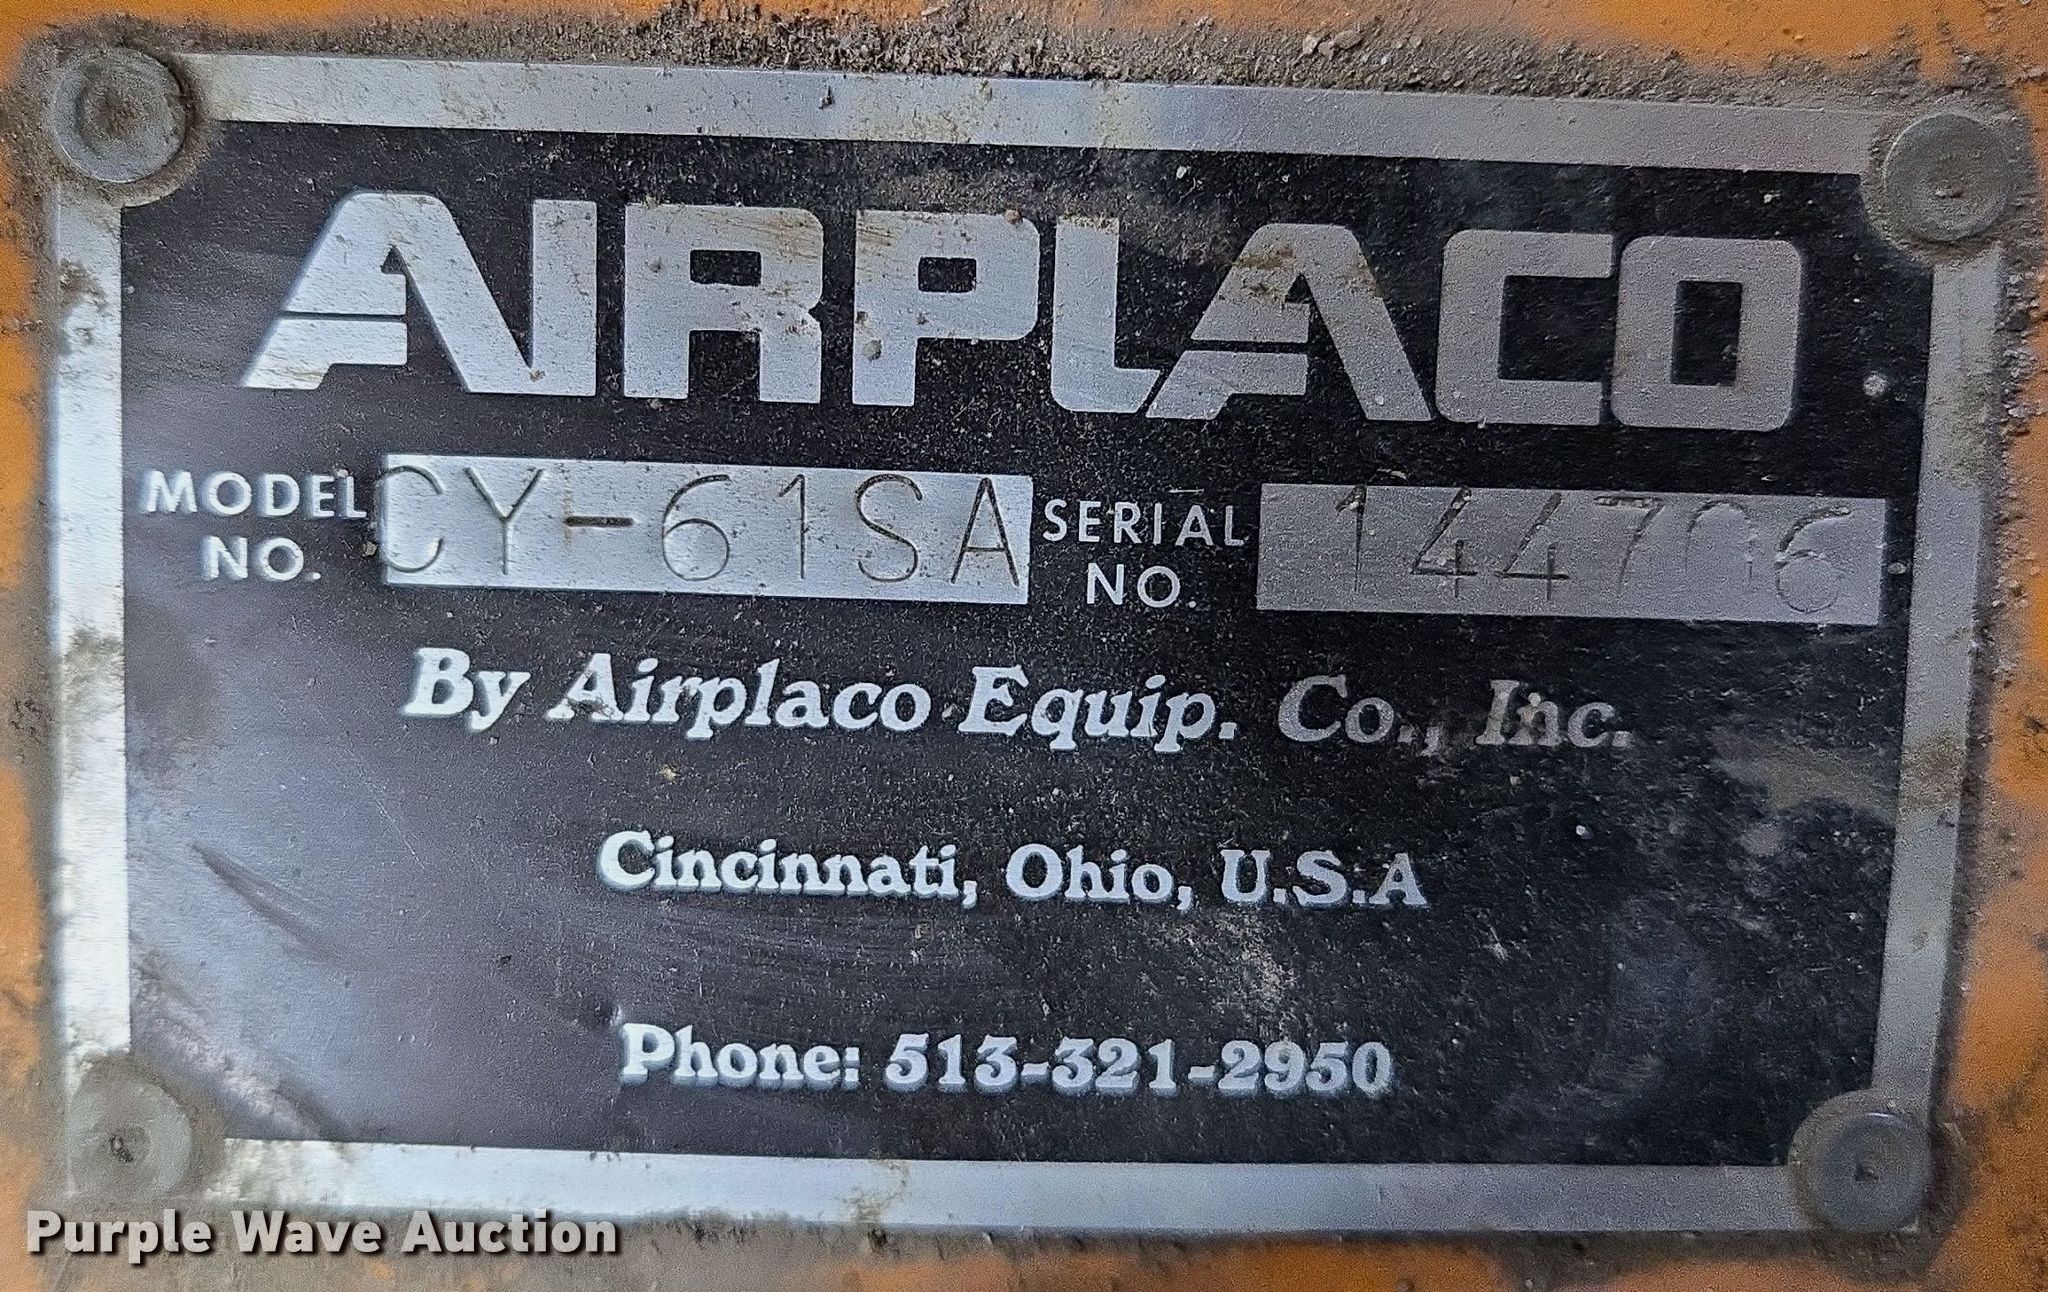 AIRPLACO
MODEL NO. CY-61SA SERIAL NO. 144706
By Airplaco Equip. Co., Inc.
Cincinnati, Ohio, U.S.A
Phone: 513-321-2950
Purple Wave Auction